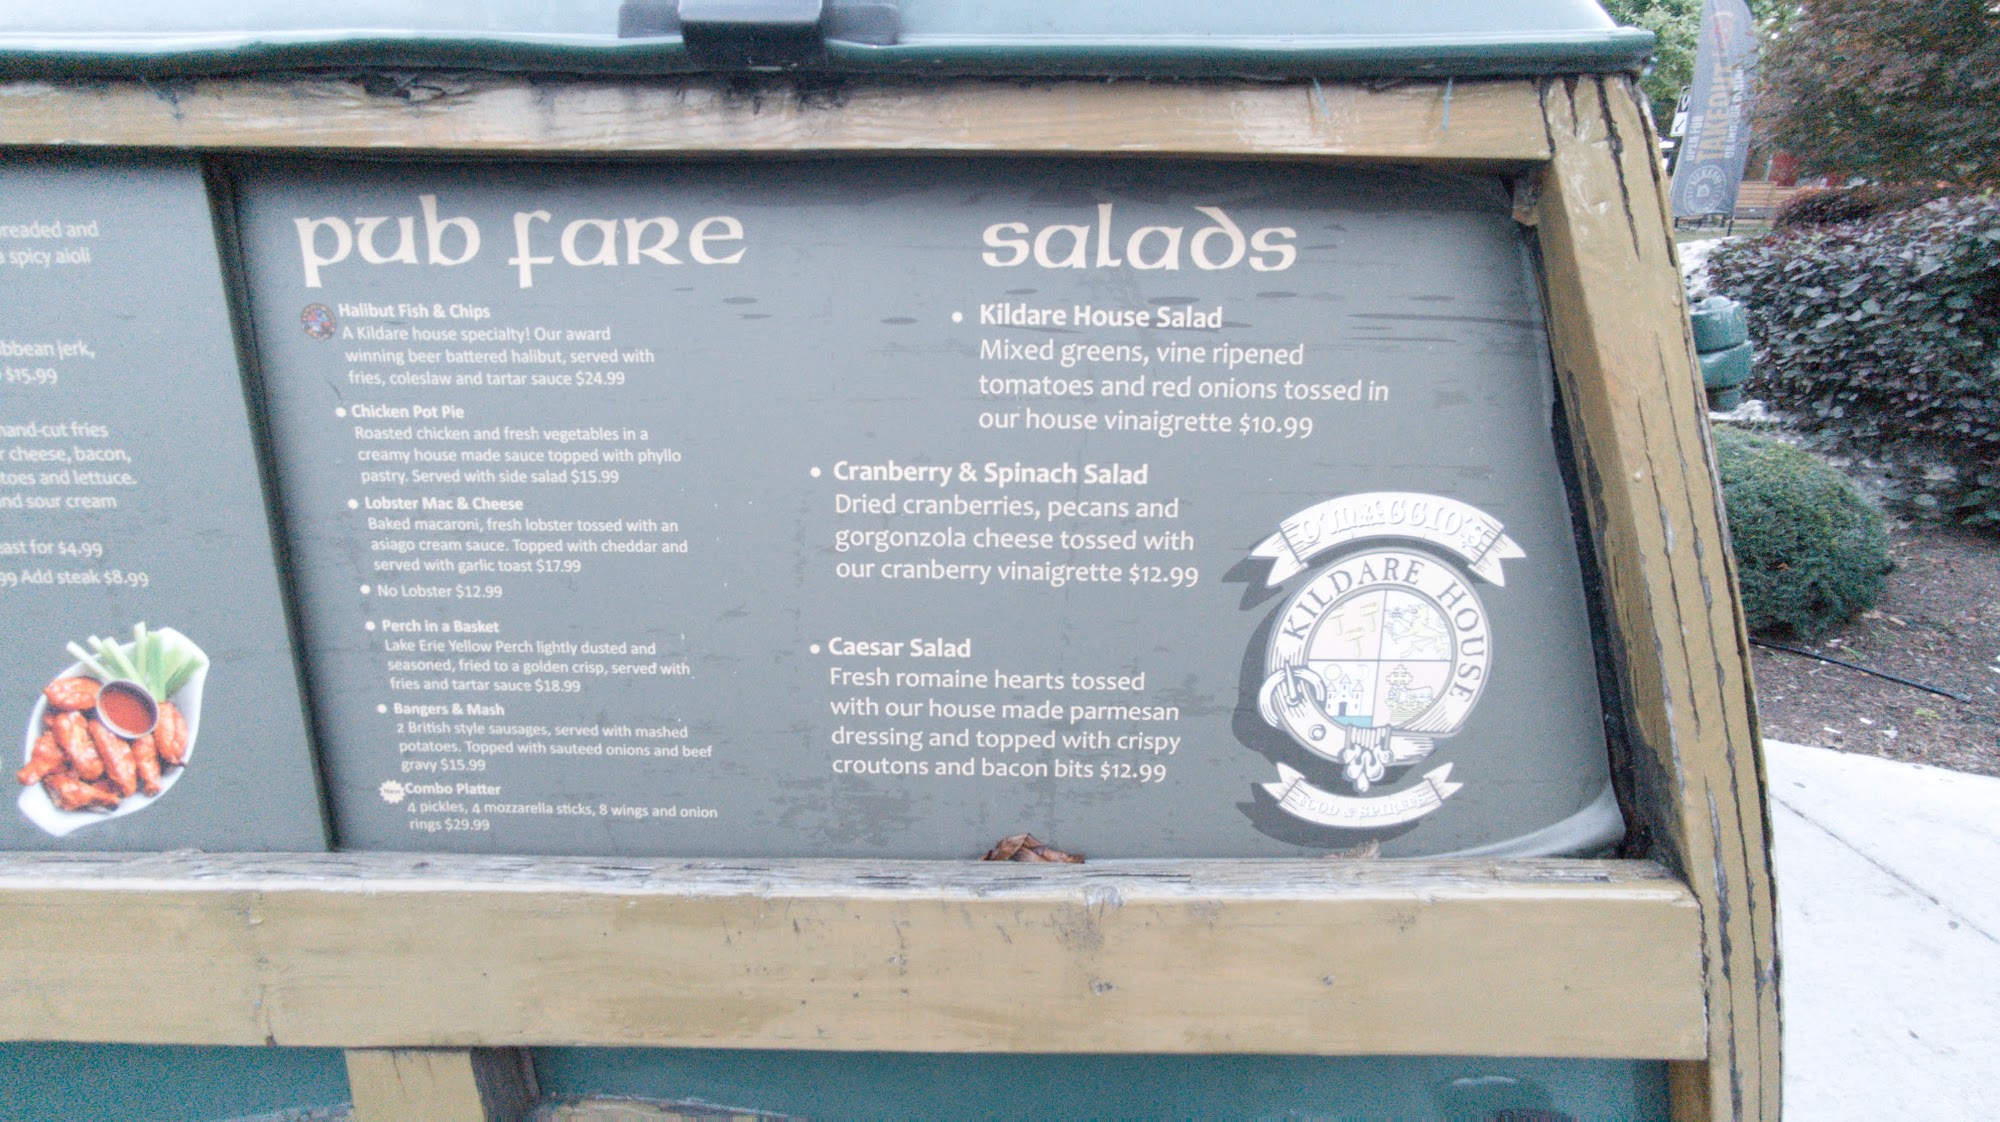 readed and
spicy aioli
bbean jerk,
$15.99
hand-cut fries
cheese, bacon,
toes and lettuce.
nd sour cream
ast for $4.99
99 Add steak $8.99
pub fare
Halibut Fish & Chips
A Kildare house specialty! Our award
winning beer battered halibut, served with
fries, coleslaw and tartar sauce $24.99
• Chicken Pot Pie
Roasted chicken and fresh vegetables in a
creamy house made sauce topped with phyllo
pastry. Served with side salad $15.99
• Lobster Mac & Cheese
Baked macaroni, fresh lobster tossed with an
asiago cream sauce. Topped with cheddar and
served with garlic toast $17.99
• No Lobster $12.99
• Perch in a Basket
Lake Erie Yellow Perch lightly dusted and
seasoned, fried to a golden crisp, served with
fries and tartar sauce $18.99
• Bangers & Mash
2 British style sausages, served with mashed
potatoes. Topped with sauteed onions and beef
gravy $15.99
Combo Platter
4 pickles, 4 mozzarella sticks, 8 wings and onion
rings $29.99
salads
• Kildare House Salad
Mixed greens, vine ripened
tomatoes and red onions tossed in
our house vinaigrette $10.99
• Cranberry & Spinach Salad
Dried cranberries, pecans and
gorgonzola cheese tossed with
our cranberry vinaigrette $12.99
• Caesar Salad
Fresh romaine hearts tossed
with our house made parmesan
dressing and topped with crispy
croutons and bacon bits $12.99
O'MAGGIO'S
KILDARE HOUSE
FOOD & SPIRITS
OPEN FOR
TAKEOUT